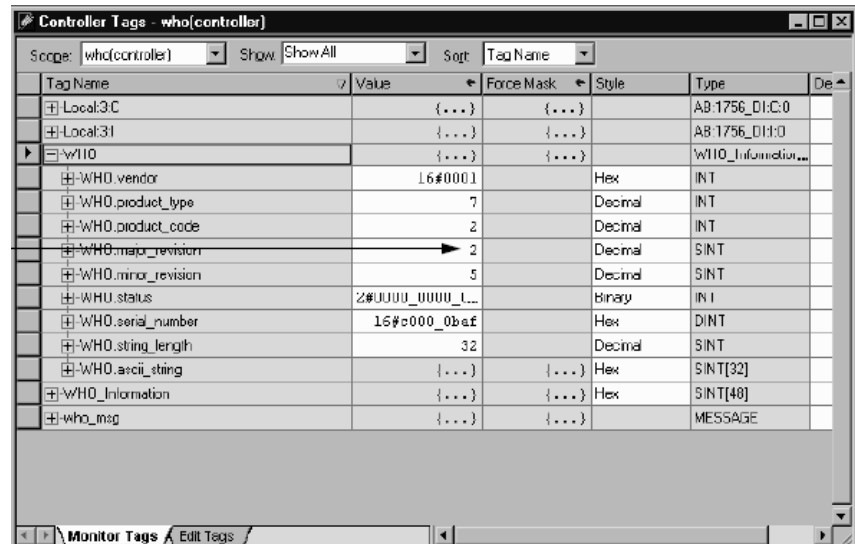 Controller Tags - who(controller)
Scope: who(controller) Show: Show All Sort: Tag Name
Tag Name Value Force Mask Style Type De
Local:3:C {...} {...} AB:1756_DI:C:0
Local:3:I {...} {...} AB:1756_DI:I:0
WHO {...} {...} WHO_Information...
WHO.vendor 16#0001 Hex INT
WHO.product_type 7 Decimal INT
WHO.product_code 2 Decimal INT
WHO.major_revision 2 Decimal SINT
WHO.minor_revision 5 Decimal SINT
WHO.status 2#0000_0000_0... Binary INT
WHO.serial_number 16#c000_0baf Hex DINT
WHO.string_length 32 Decimal SINT
WHO.ascii_string {...} {...} Hex SINT[32]
WHO_Information {...} {...} Hex SINT[48]
who_msg {...} {...} MESSAGE
Monitor Tags Edit Tags